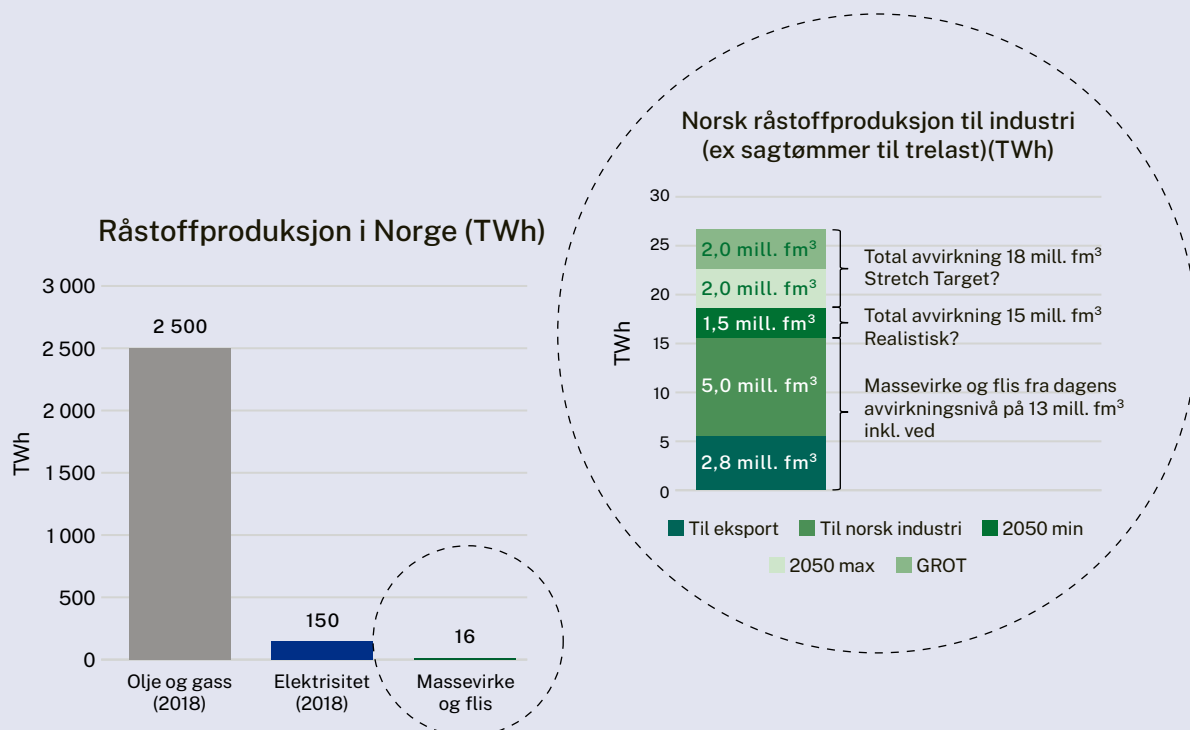 Råstoffproduksjon i Norge (TWh)
TWh
3 000
2 500
2 000
1 500
1 000
500
0
2 500
150
16
Olje og gass
(2018)
Elektrisitet
(2018)
Massevirke
og flis
Norsk råstoffproduksjon til industri
(ex sagtømmer til trelast)(TWh)
TWh
30
25
20
15
10
5
0
2,0 mill. fm³
2,0 mill. fm³
1,5 mill. fm³
5,0 mill. fm³
2,8 mill. fm³
Total avvirkning 18 mill. fm³
Stretch Target?
Total avvirkning 15 mill. fm³
Realistisk?
Massevirke og flis fra dagens
avvirkningsnivå på 13 mill. fm³
inkl. ved
Til eksport
Til norsk industri
2050 min
2050 max
GROT